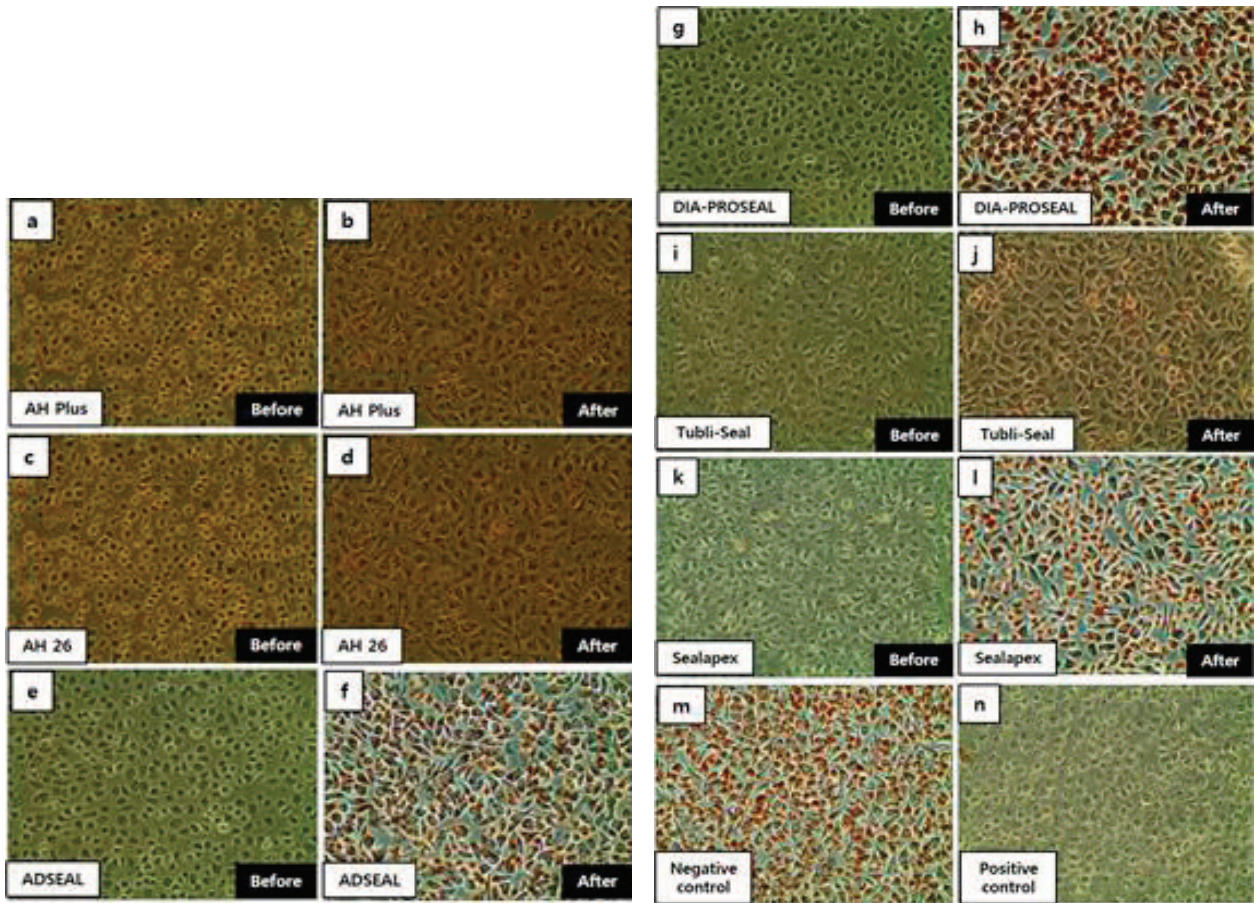 a
AH Plus
Before
b
AH Plus
After
c
AH 26
Before
d
AH 26
After
e
ADSEAL
Before
f
ADSEAL
After
g
DIA-PROSEAL
Before
h
DIA-PROSEAL
After
i
Tubli-Seal
Before
j
Tubli-Seal
After
k
Sealapex
Before
l
Sealapex
After
m
Negative
control
n
Positive
control